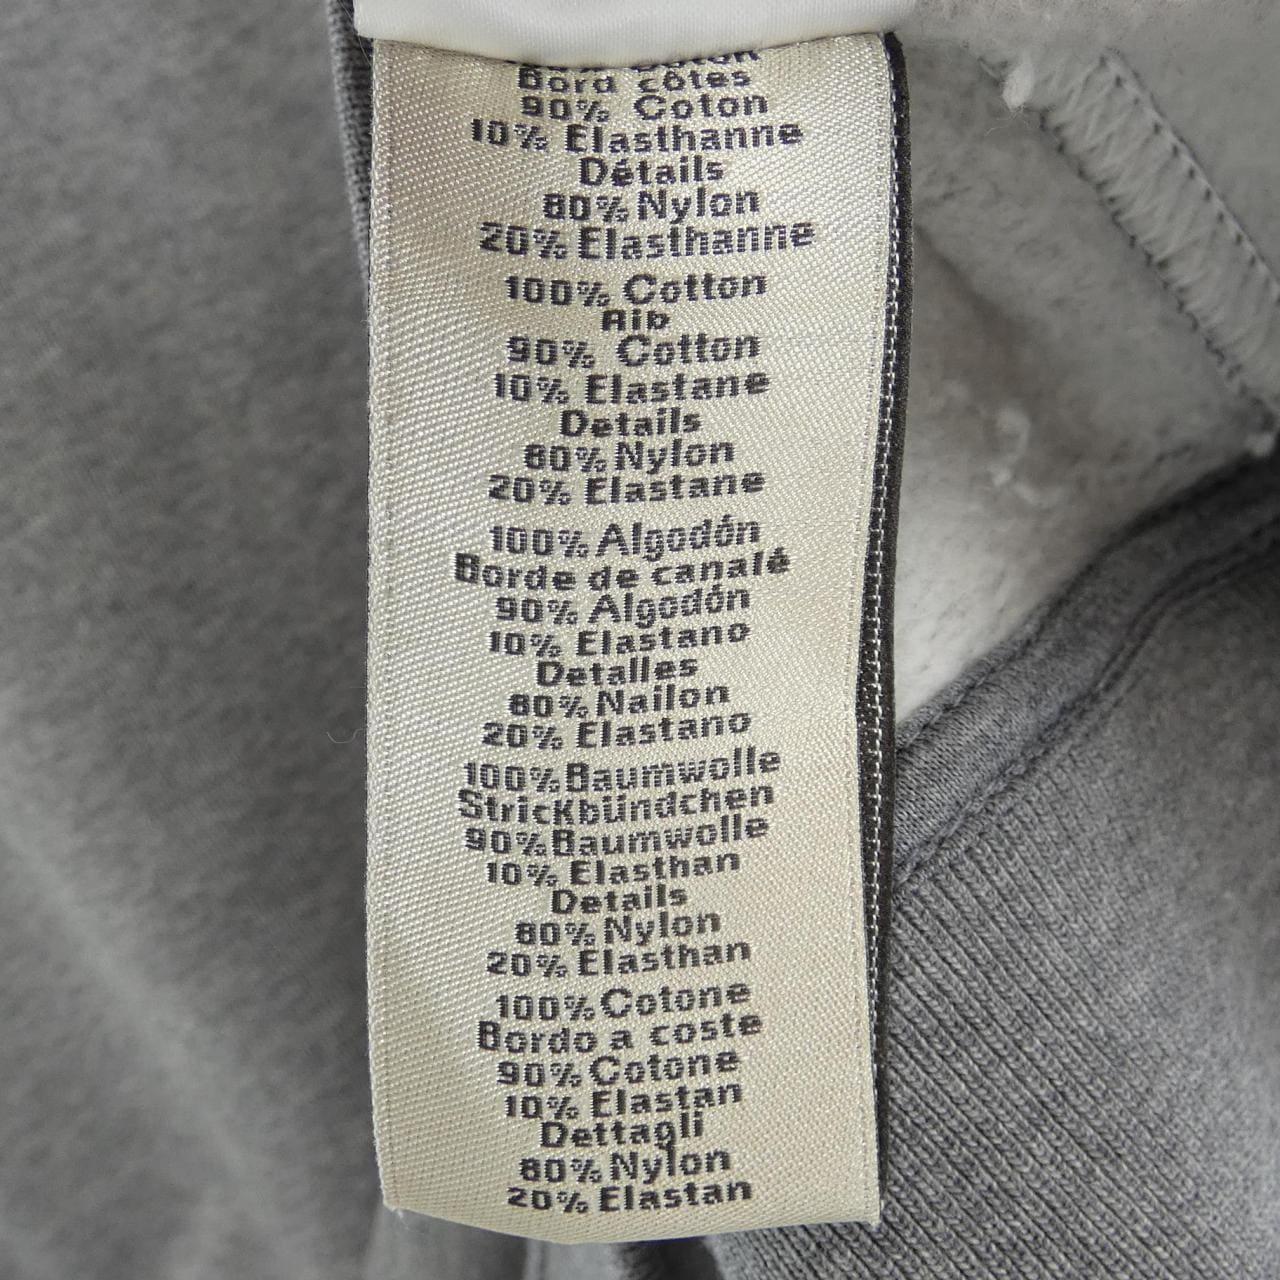 Bord côtes
90% Coton
10% Elasthanne
Détails
80% Nylon
20% Elasthanne
100% Cotton
Rib
90% Cotton
10% Elastane
Details
80% Nylon
20% Elastane
100% Algodón
Borde de canalé
90% Algodón
10% Elastano
Detalles
80% Nailon
20% Elastano
100% Baumwolle
Strickbündchen
90% Baumwolle
10% Elasthan
Details
80% Nylon
20% Elasthan
100% Cotone
Bordo a coste
90% Cotone
10% Elastan
Dettagli
80% Nylon
20% Elastan